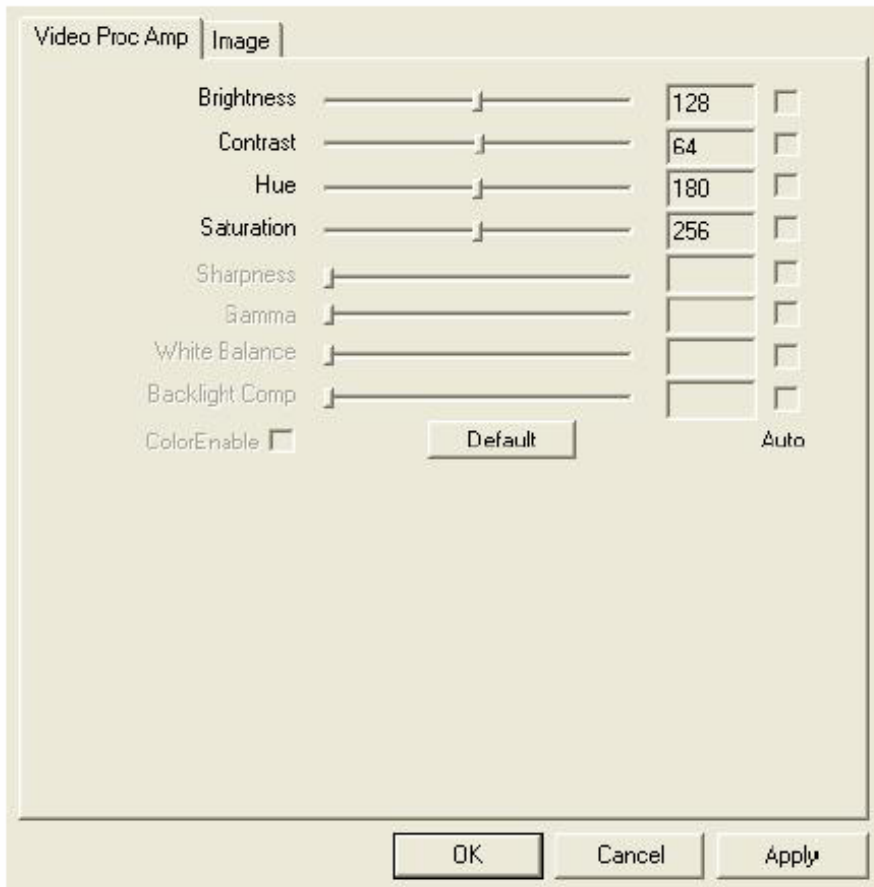 Video Proc Amp Image
Brightness 128
Contrast 64
Hue 180
Saturation 256
Sharpness
Gamma
White Balance
Backlight Comp
ColorEnable Default Auto
OK Cancel Apply